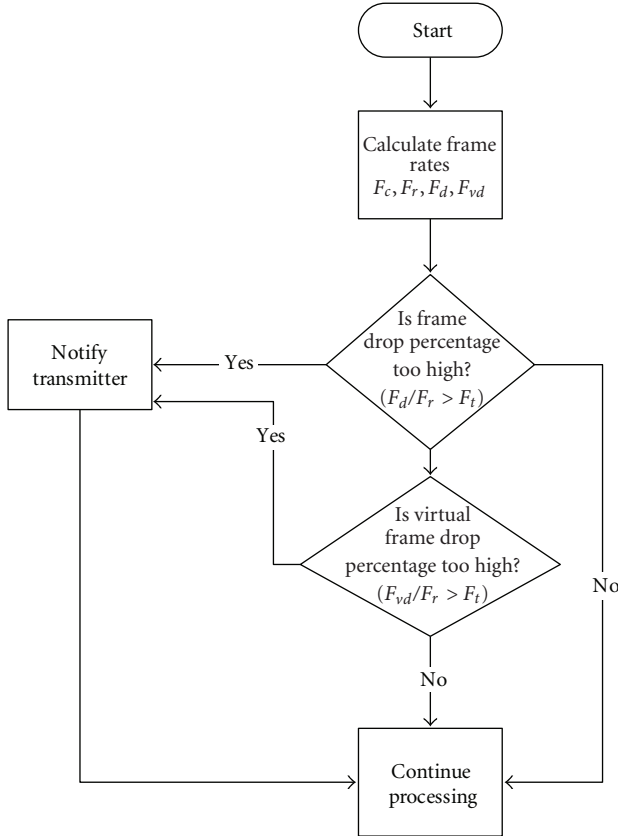 Start
Calculate frame
rates
F_c, F_r, F_d, F_vd
Is frame
drop percentage
too high?
(F_d/F_r > F_t)
Notify
transmitter
Yes
Yes
Is virtual
frame drop
percentage too high?
(F_vd/F_r > F_t)
No
No
Continue
processing